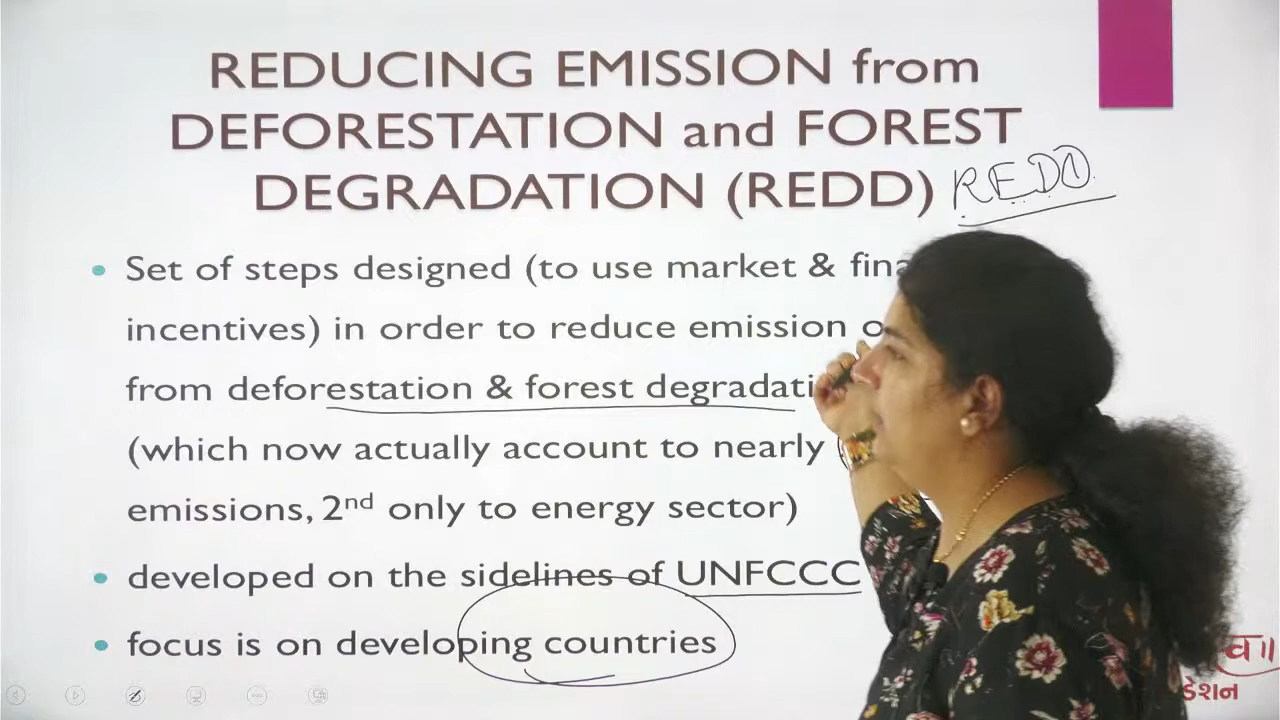 REDUCING EMISSION from
DEFORESTATION and FOREST
DEGRADATION (REDD) REDD
• Set of steps designed (to use market &
incentives) in order to reduce emission
from deforestation & forest
(which now actually account to nearly
emissions, 2nd only to energy sector)
• developed on the sidelines of UNFCCC
• focus is on developing countries
ડેશન